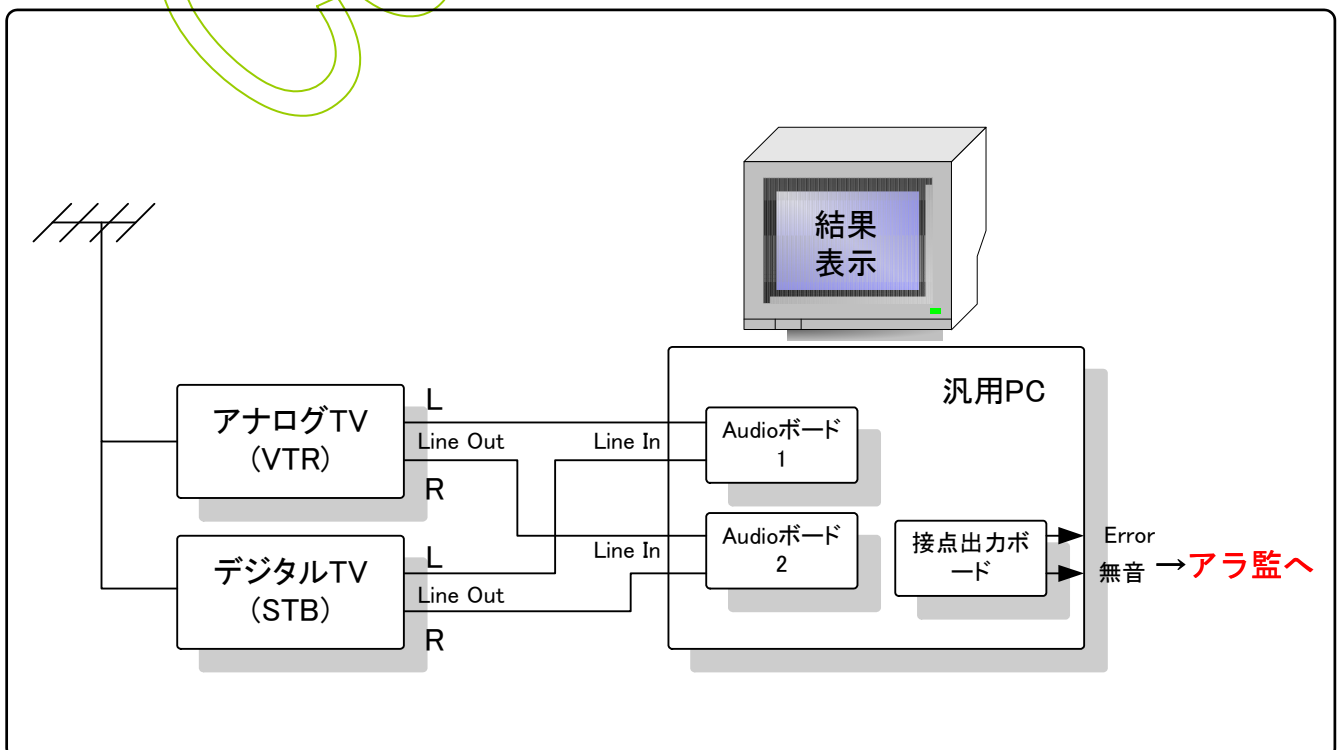 結果
表示
汎用PC
アナログTV
(VTR)
L
Line Out
R
Line In
Audioボード
1
デジタルTV
(STB)
L
Line Out
R
Line In
Audioボード
2
接点出力ボ
ード
Error
無音
→アラ監へ